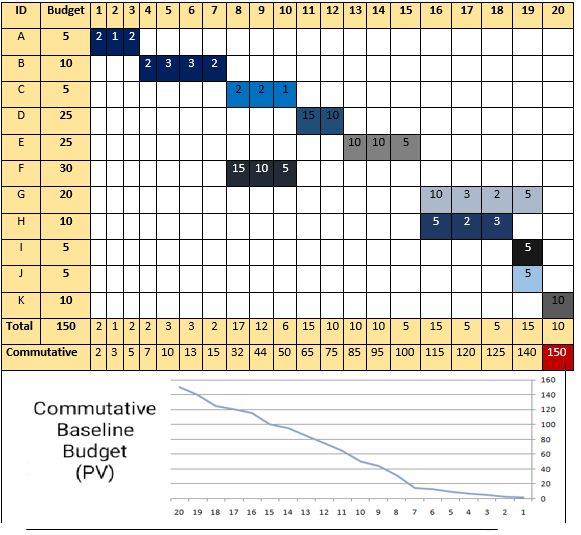 ID Budget 1 2 3 4 5 6 7 8 9 10 11 12 13 14 15 16 17 18 19 20
A 5 2 1 2
B 10 2 3 3 2
C 5 2 2 1
D 25 15 10
E 25 10 10 5
F 30 15 10 5
G 20 10 3 2 5
H 10 5 2 3
I 5 5
J 5 5
K 10 10
Total 150 2 1 2 2 3 3 2 17 12 6 15 10 10 10 5 15 5 5 15 10
Commutative 2 3 5 7 10 13 15 32 44 50 65 75 85 95 100 115 120 125 140 150
Commutative
Baseline
Budget
(PV)
160
140
120
100
80
60
40
20
0
20 19 18 17 16 15 14 13 12 11 10 9 8 7 6 5 4 3 2 1